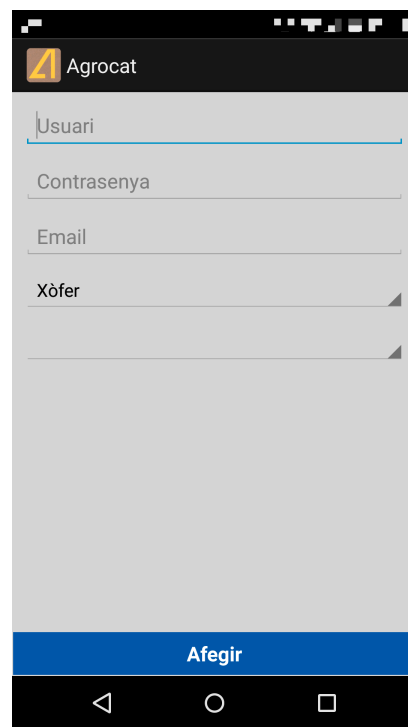 Agrocat
Usuari
Contrasenya
Email
Xòfer
Afegir